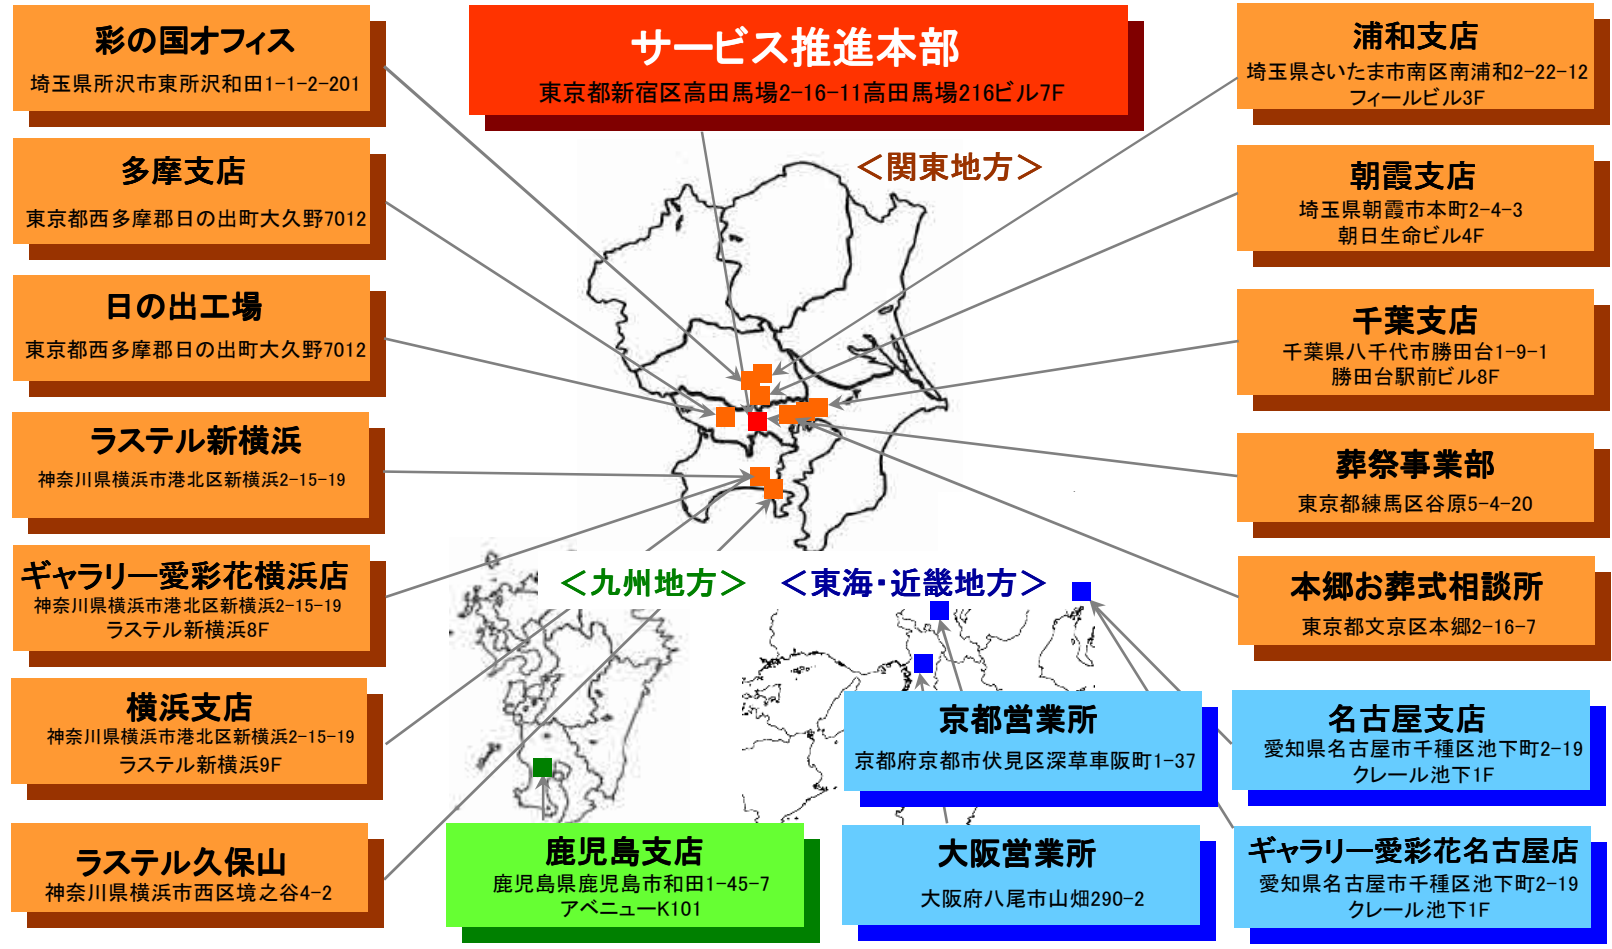 サービス推進本部
東京都新宿区高田馬場2-16-11高田馬場216ビル7F
彩の国オフィス
埼玉県所沢市東所沢和田1-1-2-201
多摩支店
東京都西多摩郡日の出町大久野7012
日の出工場
東京都西多摩郡日の出町大久野7012
ラステル新横浜
神奈川県横浜市港北区新横浜2-15-19
ギャラリー愛彩花横浜店
神奈川県横浜市港北区新横浜2-15-19
ラステル新横浜8F
横浜支店
神奈川県横浜市港北区新横浜2-15-19
ラステル新横浜9F
ラステル久保山
神奈川県横浜市西区境之谷4-2
＜関東地方＞
浦和支店
埼玉県さいたま市南区南浦和2-22-12
フィールビル3F
朝霞支店
埼玉県朝霞市本町2-4-3
朝日生命ビル4F
千葉支店
千葉県八千代市勝田台1-9-1
勝田台駅前ビル8F
葬祭事業部
東京都練馬区谷原5-4-20
本郷お葬式相談所
東京都文京区本郷2-16-7
＜九州地方＞
鹿児島支店
鹿児島県鹿児島市和田1-45-7
アベニューK101
＜東海・近畿地方＞
京都営業所
京都府京都市伏見区深草車阪町1-37
名古屋支店
愛知県名古屋市千種区池下町2-19
クレール池下1F
大阪営業所
大阪府八尾市山畑290-2
ギャラリー愛彩花名古屋店
愛知県名古屋市千種区池下町2-19
クレール池下1F